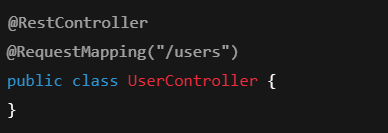 @RestController
@RequestMapping("/users")
public class UserController {
}